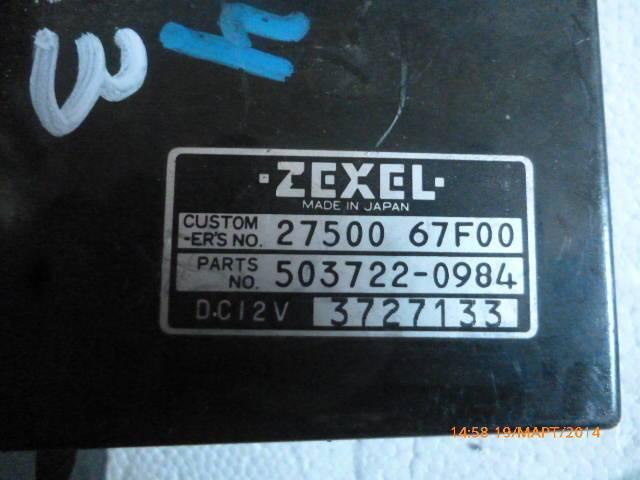 3 h
·ZEXEL·
MADE IN JAPAN
CUSTOM
-ER'S NO. 27500 67F00
PARTS
NO. 503722-0984
D.C12V 3727133
14:58 19/МАРТ/2014